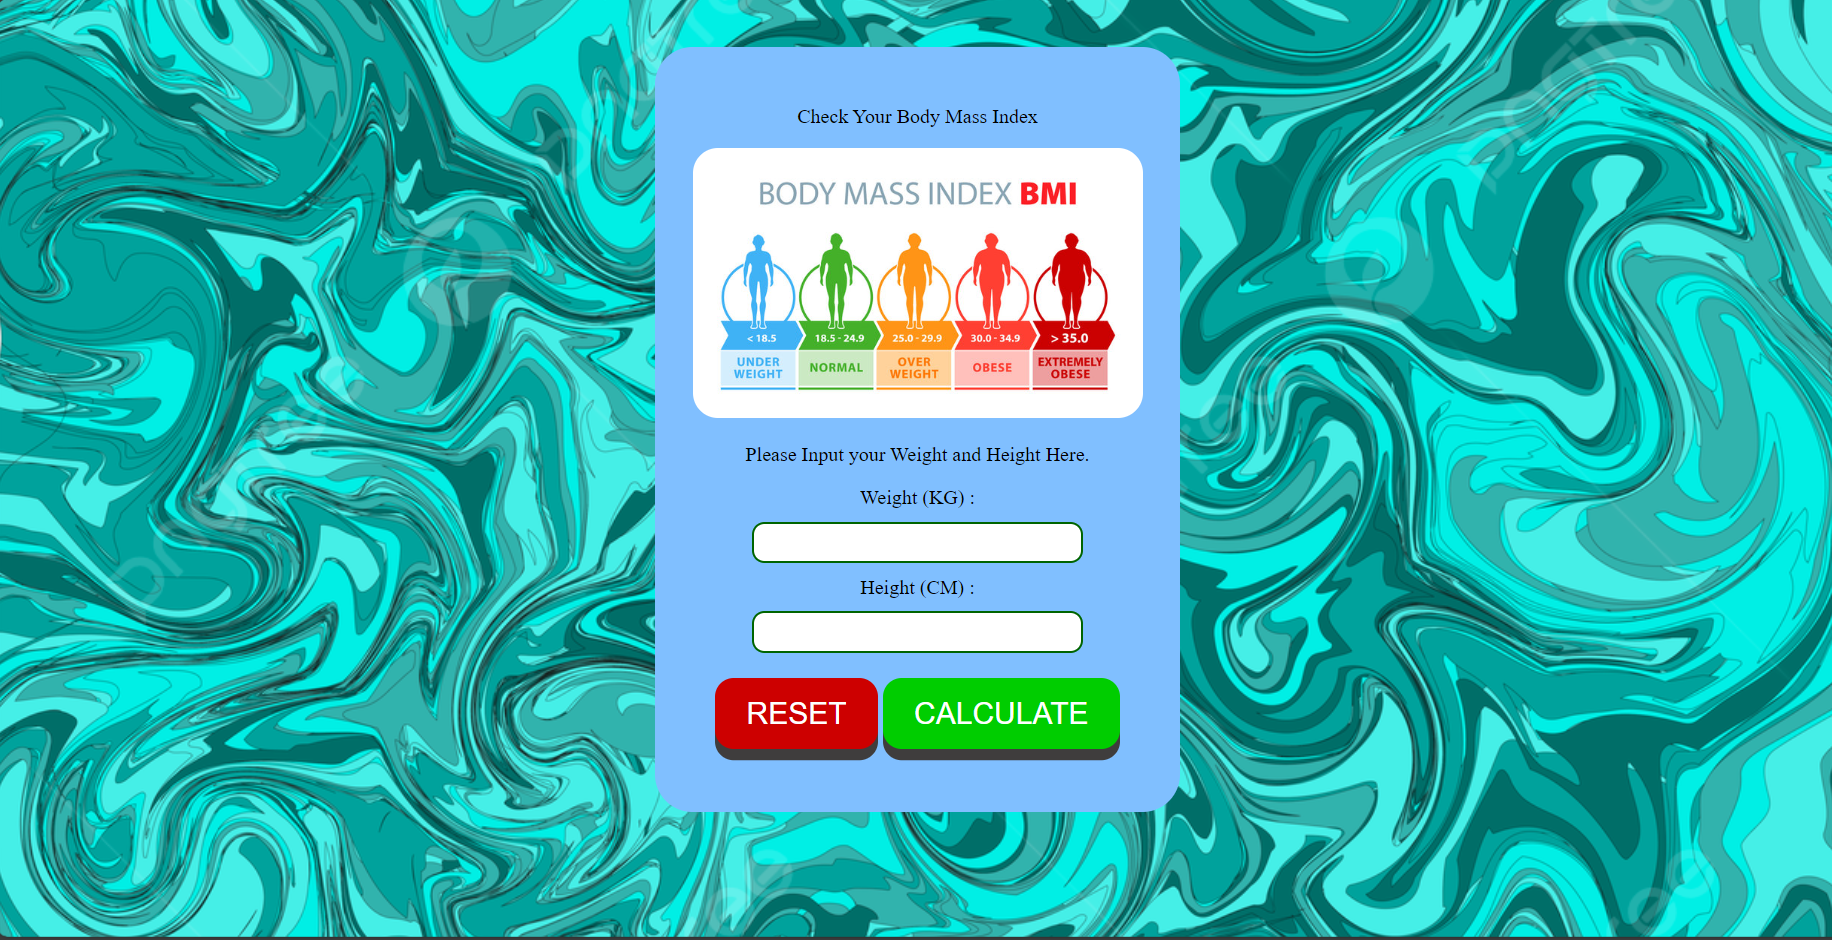 Check Your Body Mass Index
BODY MASS INDEX BMI
< 18.5
18.5 - 24.9
25.0 - 29.9
30.0 - 34.9
> 35.0
UNDER
WEIGHT
NORMAL
OVER
WEIGHT
OBESE
EXTREMELY
OBESE
Please Input your Weight and Height Here.
Weight (KG) :
Height (CM) :
RESET
CALCULATE